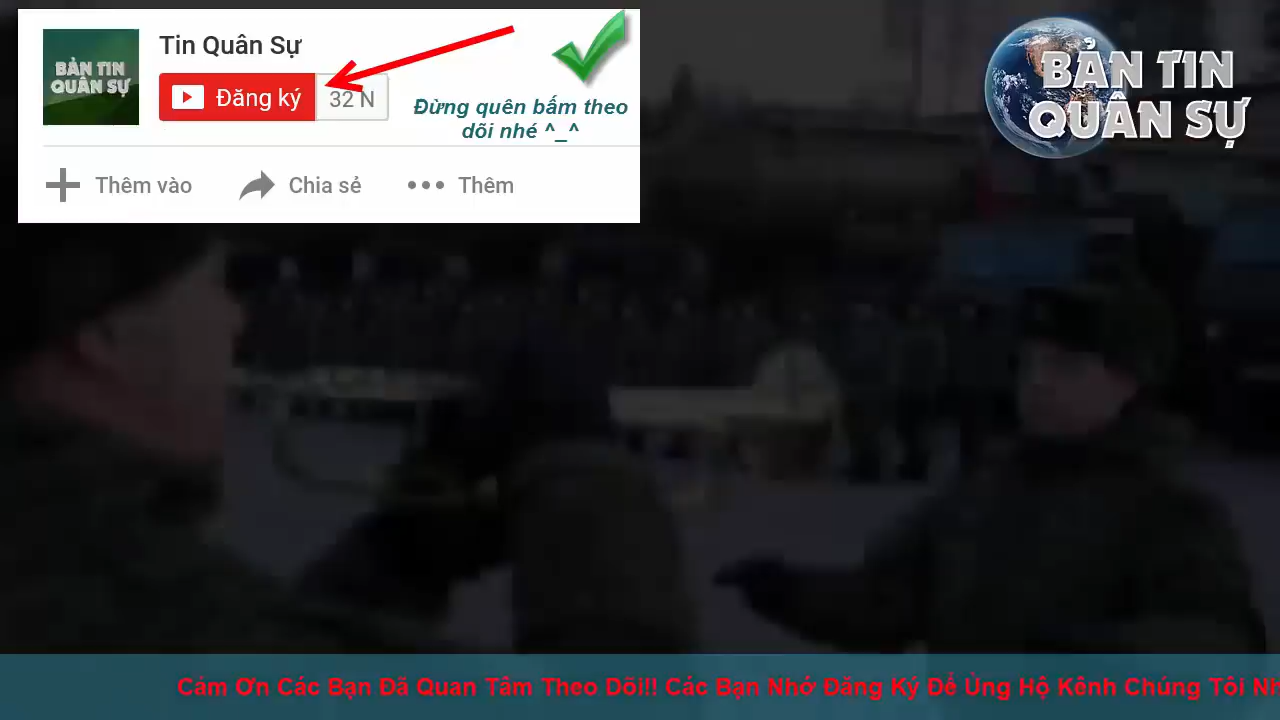 Tin Quân Sự
BẢN TIN
QUÂN SỰ
Đăng ký
32 N
Đừng quên bấm theo
dõi nhé ^_^
Thêm vào
Chia sẻ
Thêm
BẢN TIN
QUÂN SỰ
Cám Ơn Các Bạn Đã Quan Tâm Theo Dõi!! Các Bạn Nhớ Đăng Ký Để Ủng Hộ Kênh Chúng Tôi Nh